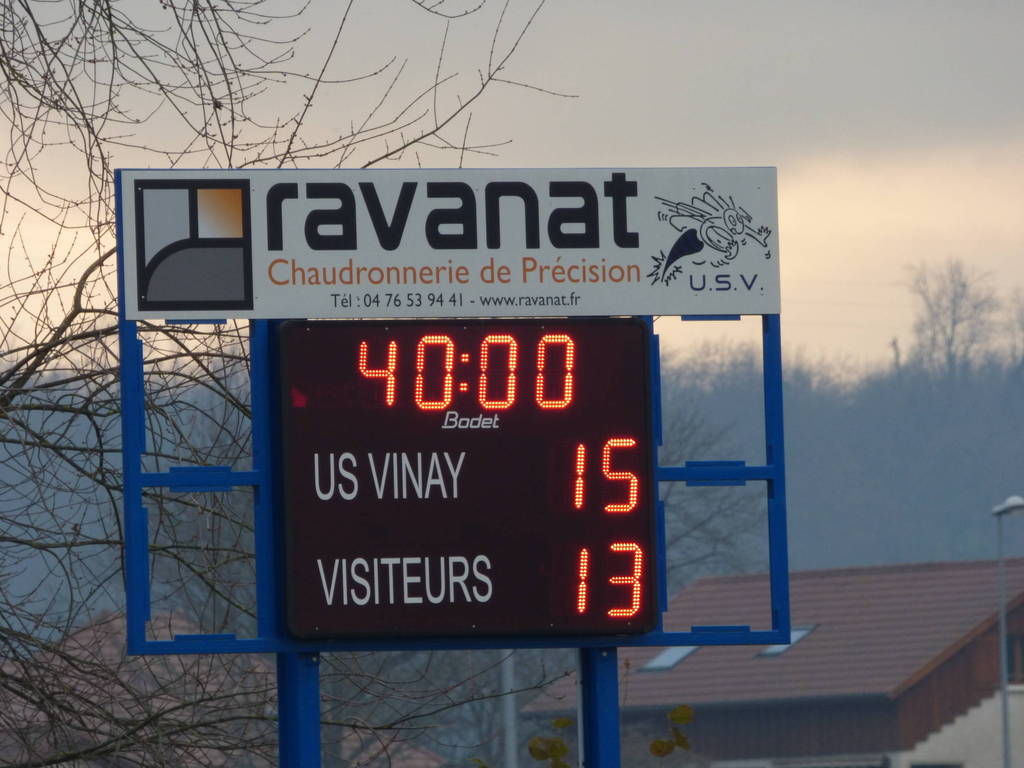 ravanat
Chaudronnerie de Précision
Tél : 04 76 53 94 41 - www.ravanat.fr
U.S.V.
40:00
Bodet
US VINAY 15
VISITEURS 13